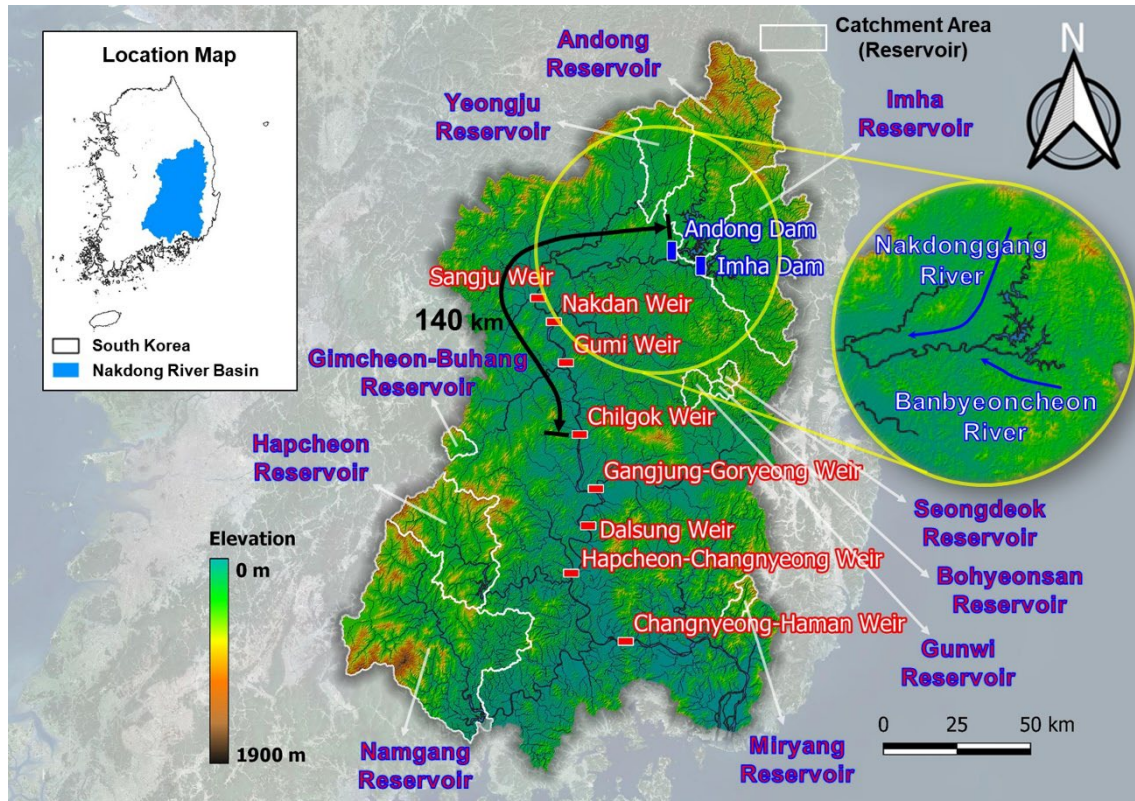 Location Map
South Korea
Nakdong River Basin
Catchment Area
(Reservoir)
N
Andong
Reservoir
Yeongju
Reservoir
Imha
Reservoir
Andong Dam
Imha Dam
Nakdonggang
River
Banbyeoncheon
River
Sangju Weir
Nakdan Weir
140 km
Gumi Weir
Gimcheon-Buhang
Reservoir
Chilgok Weir
Hapcheon
Reservoir
Gangjung-Goryeong Weir
Dalsung Weir
Hapcheon-Changnyeong Weir
Changnyeong-Haman Weir
Seongdeok
Reservoir
Bohyeonsan
Reservoir
Gunwi
Reservoir
Elevation
0 m
1900 m
Namgang
Reservoir
Miryang
Reservoir
0 25 50 km